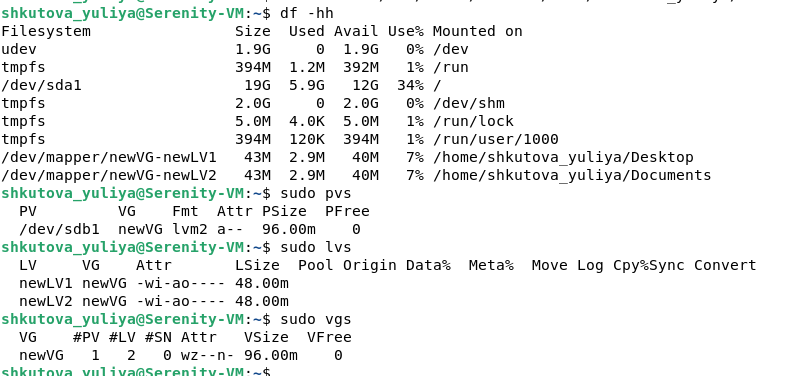 shkutova_yuliya@Serenity-VM:~$ df -hh
Filesystem                Size  Used Avail Use% Mounted on
udev                      1.9G     0  1.9G   0% /dev
tmpfs                     394M  1.2M  392M   1% /run
/dev/sda1                  19G  5.9G   12G  34% /
tmpfs                     2.0G     0  2.0G   0% /dev/shm
tmpfs                     5.0M  4.0K  5.0M   1% /run/lock
tmpfs                     394M  120K  394M   1% /run/user/1000
/dev/mapper/newVG-newLV1   43M  2.9M   40M   7% /home/shkutova_yuliya/Desktop
/dev/mapper/newVG-newLV2   43M  2.9M   40M   7% /home/shkutova_yuliya/Documents
shkutova_yuliya@Serenity-VM:~$ sudo pvs
  PV         VG    Fmt  Attr PSize  PFree
  /dev/sdb1  newVG lvm2 a--  96.00m    0
shkutova_yuliya@Serenity-VM:~$ sudo lvs
  LV     VG    Attr       LSize  Pool Origin Data%  Meta%  Move Log Cpy%Sync Convert
  newLV1 newVG -wi-ao---- 48.00m
  newLV2 newVG -wi-ao---- 48.00m
shkutova_yuliya@Serenity-VM:~$ sudo vgs
  VG    #PV #LV #SN Attr   VSize  VFree
  newVG   1   2   0 wz--n- 96.00m    0
shkutova_yuliya@Serenity-VM:~$